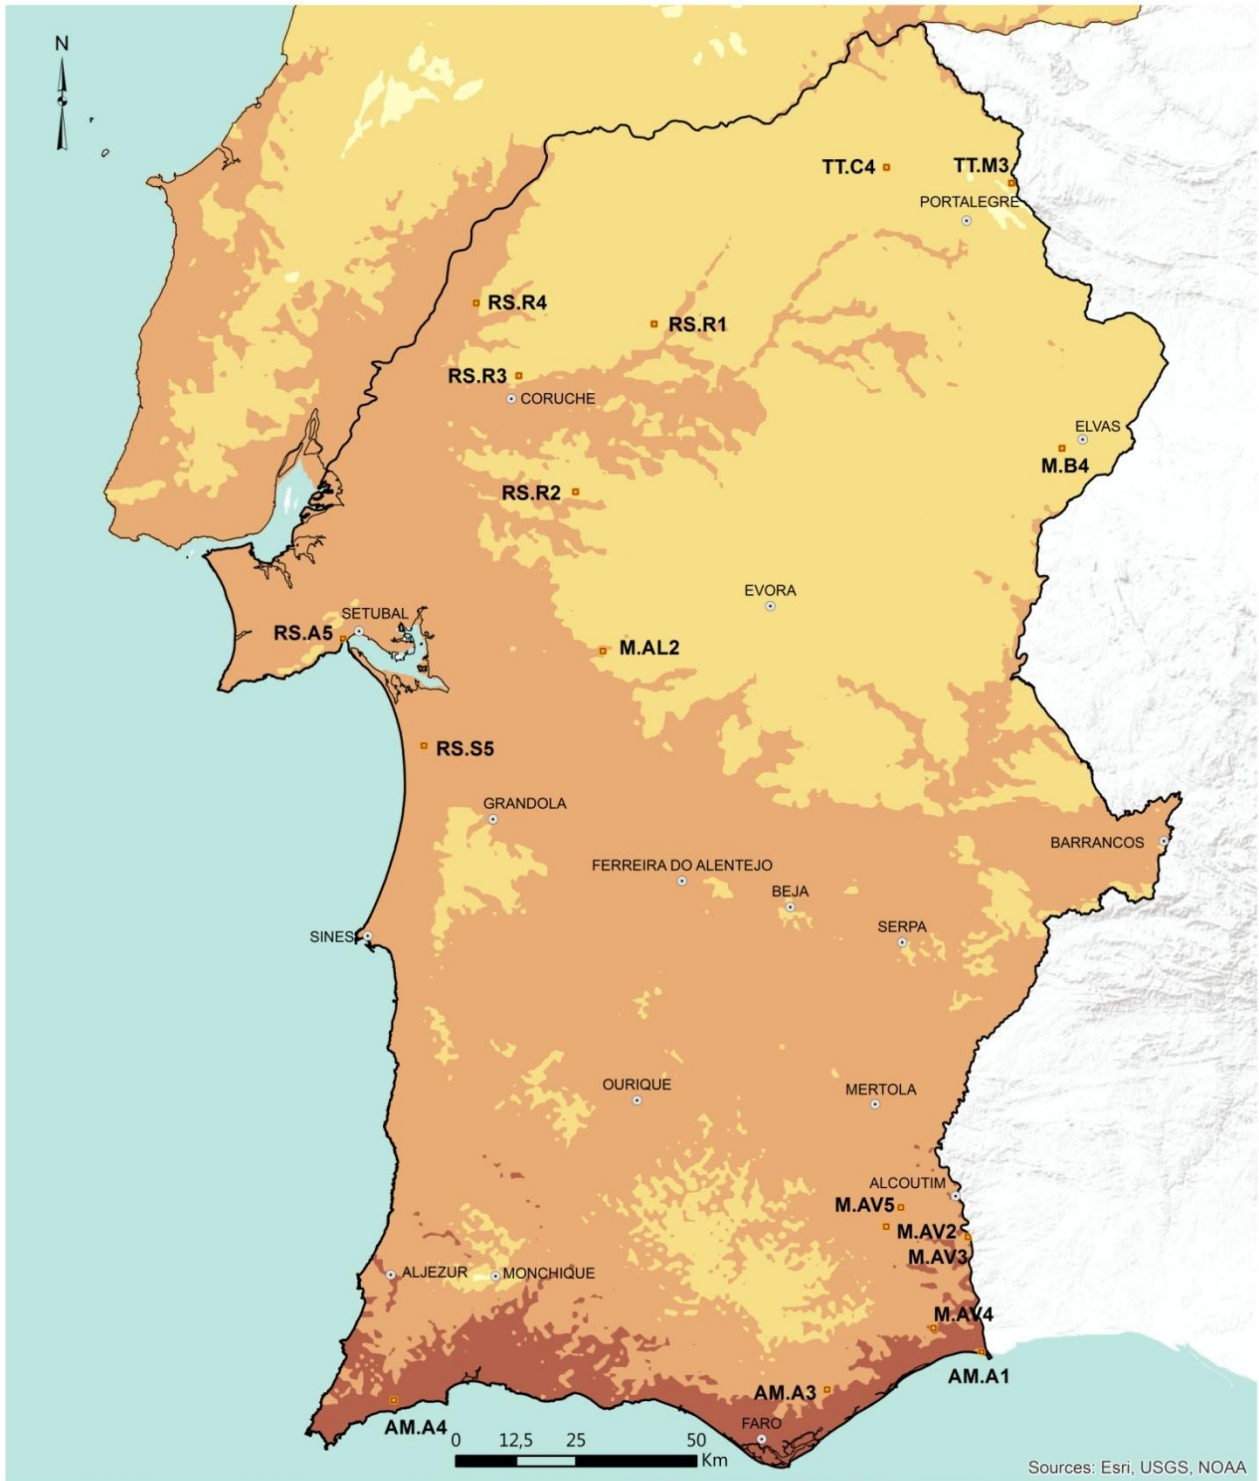 N
TT.C4
TT.M3
PORTALEGRE
RS.R4
RS.R1
RS.R3
CORUCHE
ELVAS
M.B4
RS.R2
EVORA
SETUBAL
RS.A5
M.AL2
RS.S5
GRANDOLA
BARRANCOS
FERREIRA DO ALENTEJO
BEJA
SERPA
SINES
OURIQUE
MERTOLA
ALCOUTIM
M.AV5
M.AV2
M.AV3
ALJEZUR
MONCHIQUE
M.AV4
AM.A1
AM.A3
AM.A4
FARO
0 12,5 25 50
Km
Sources: Esri, USGS, NOAA